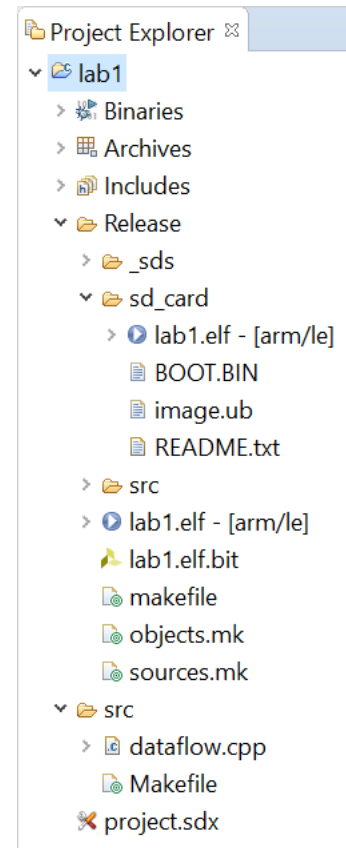 Project Explorer
lab1
Binaries
Archives
Includes
Release
_sds
sd_card
lab1.elf - [arm/le]
BOOT.BIN
image.ub
README.txt
src
lab1.elf - [arm/le]
lab1.elf.bit
makefile
objects.mk
sources.mk
src
dataflow.cpp
Makefile
project.sdx